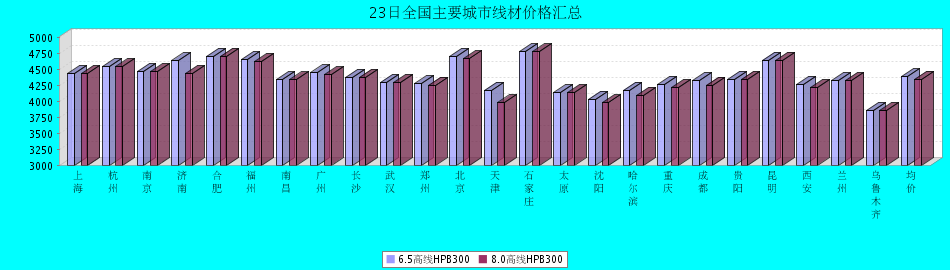 23日全国主要城市线材价格汇总
5000
4750
4500
4250
4000
3750
3500
3250
3000
上海
杭州
南京
济南
合肥
福州
南昌
广州
长沙
武汉
郑州
北京
天津
石家庄
太原
沈阳
哈尔滨
重庆
成都
贵阳
昆明
西安
兰州
乌鲁木齐
均价
6.5高线HPB300
8.0高线HPB300